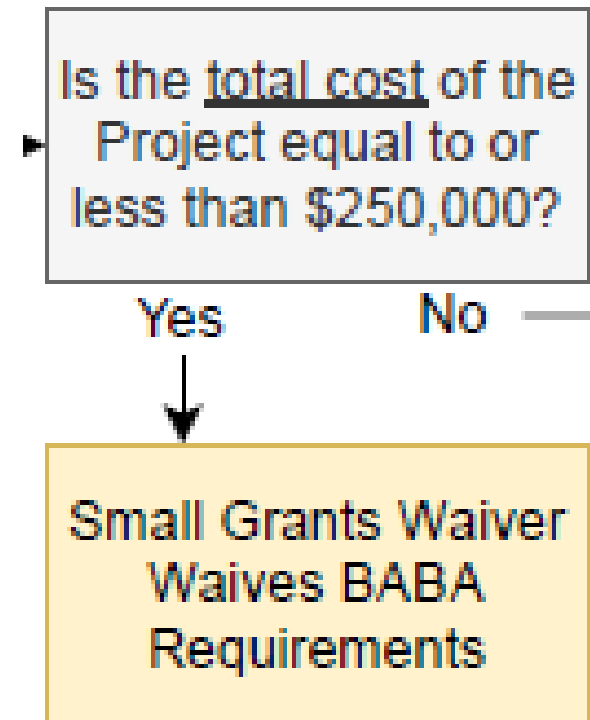 Is the total cost of the
Project equal to or
less than $250,000?
Yes
No
Small Grants Waiver
Waives BABA
Requirements